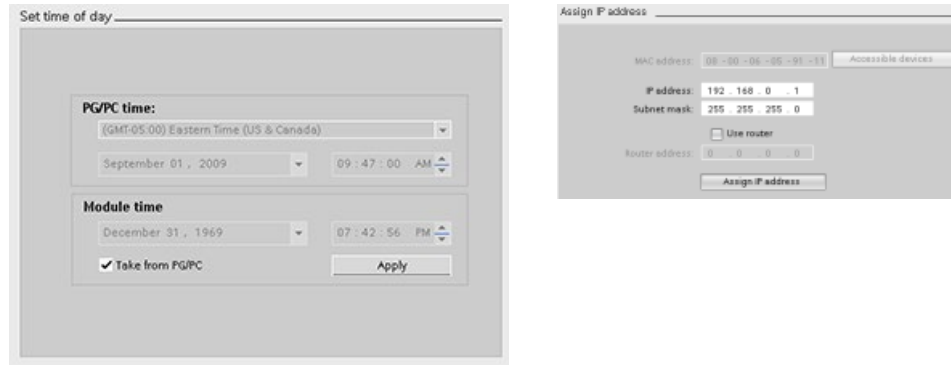 Set time of day
PG/PC time:
(GMT-05:00) Eastern Time (US & Canada)
September 01 , 2009
09 : 47 : 00 AM
Module time
December 31 , 1969
07 : 42 : 56 PM
Take from PG/PC
Apply
Assign IP address
MAC address: 08 - 00 - 06 - 05 - 91 - 11 Accessible devices
IP address: 192 . 168 . 0 . 1
Subnet mask: 255 . 255 . 255 . 0
Use router
Router address: 0 . 0 . 0 . 0
Assign IP address